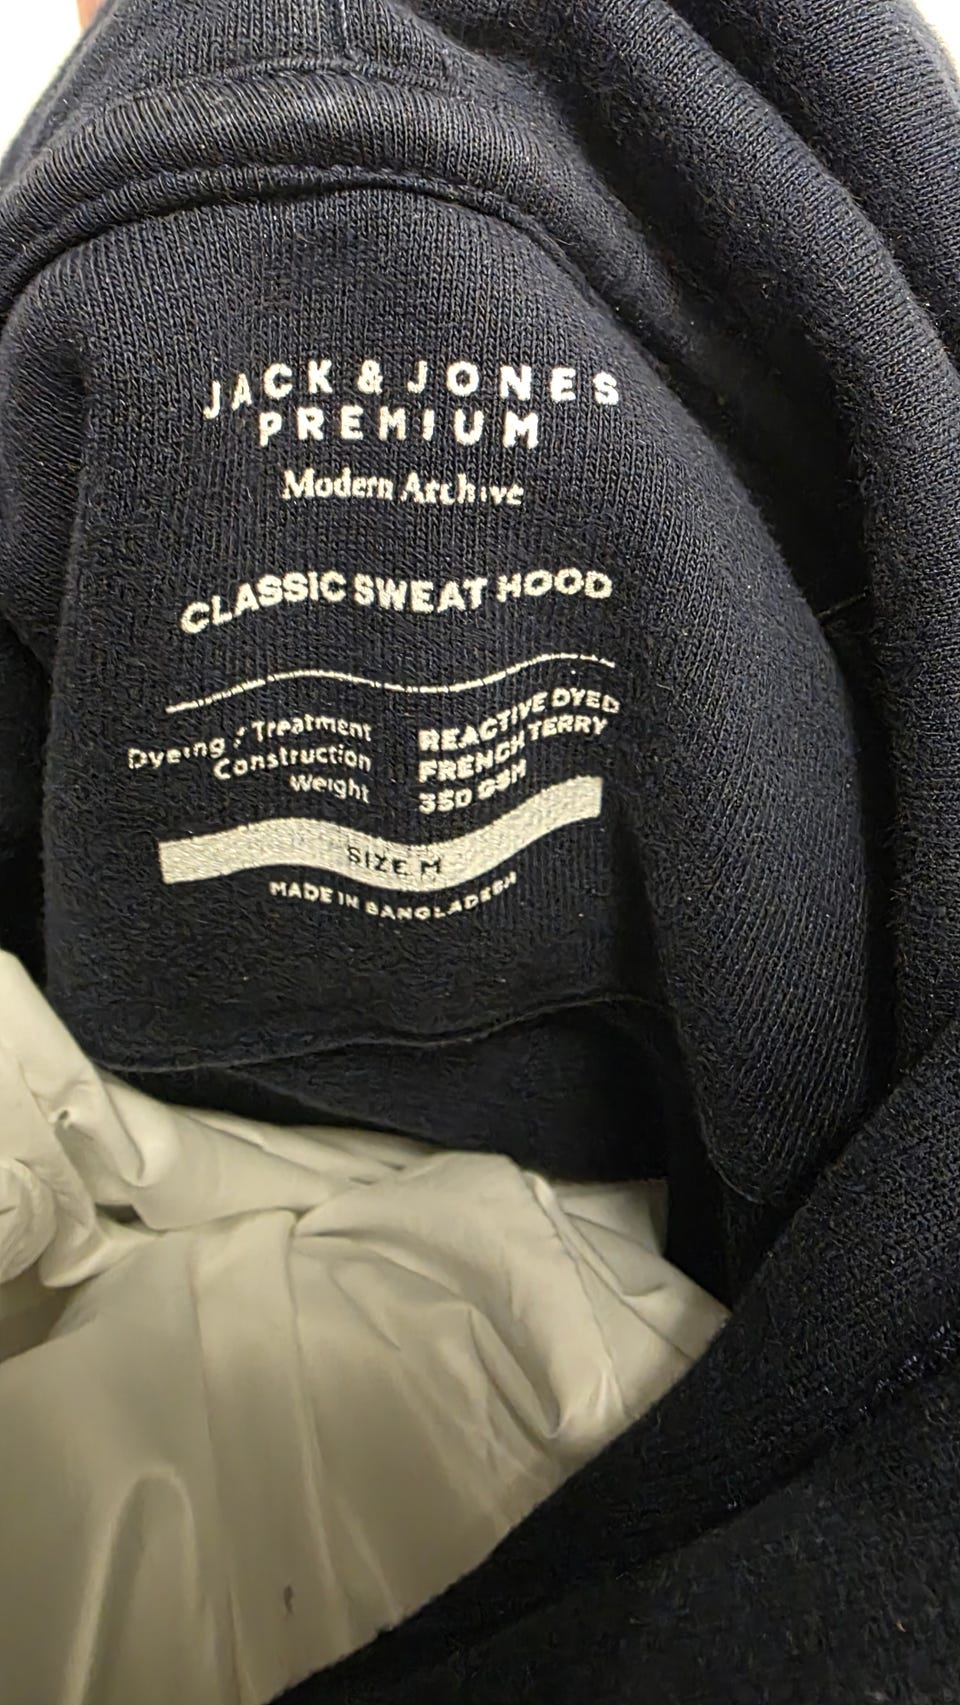 JACK & JONES
PREMIUM
Modern Archive
CLASSIC SWEAT HOOD
Dyeing / Treatment REACTIVE DYED
Construction FRENCH TERRY
Weight 350 GSM
SIZE M
MADE IN BANGLADESH